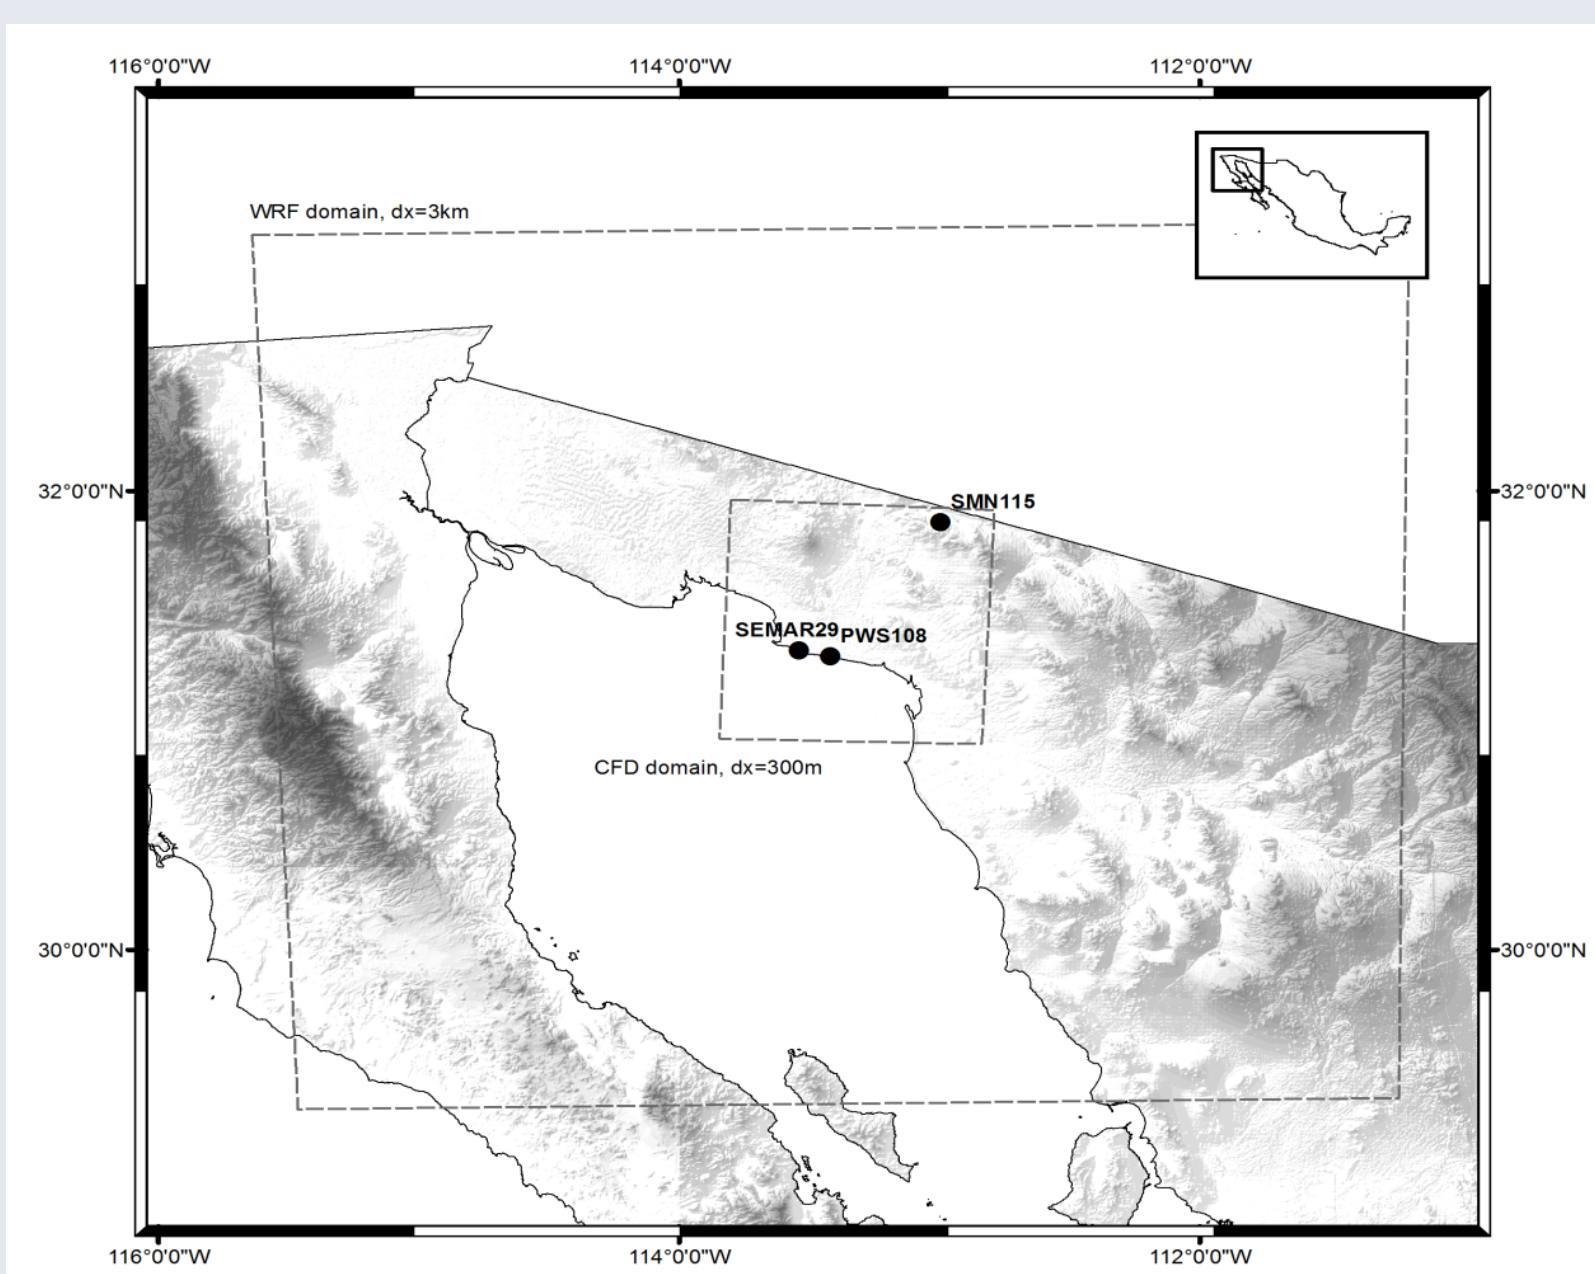 116°0'0"W 114°0'0"W 112°0'0"W
WRF domain, dx=3km
32°0'0"N 32°0'0"N
SMN115
SEMAR29 PWS108
CFD domain, dx=300m
30°0'0"N 30°0'0"N
116°0'0"W 114°0'0"W 112°0'0"W